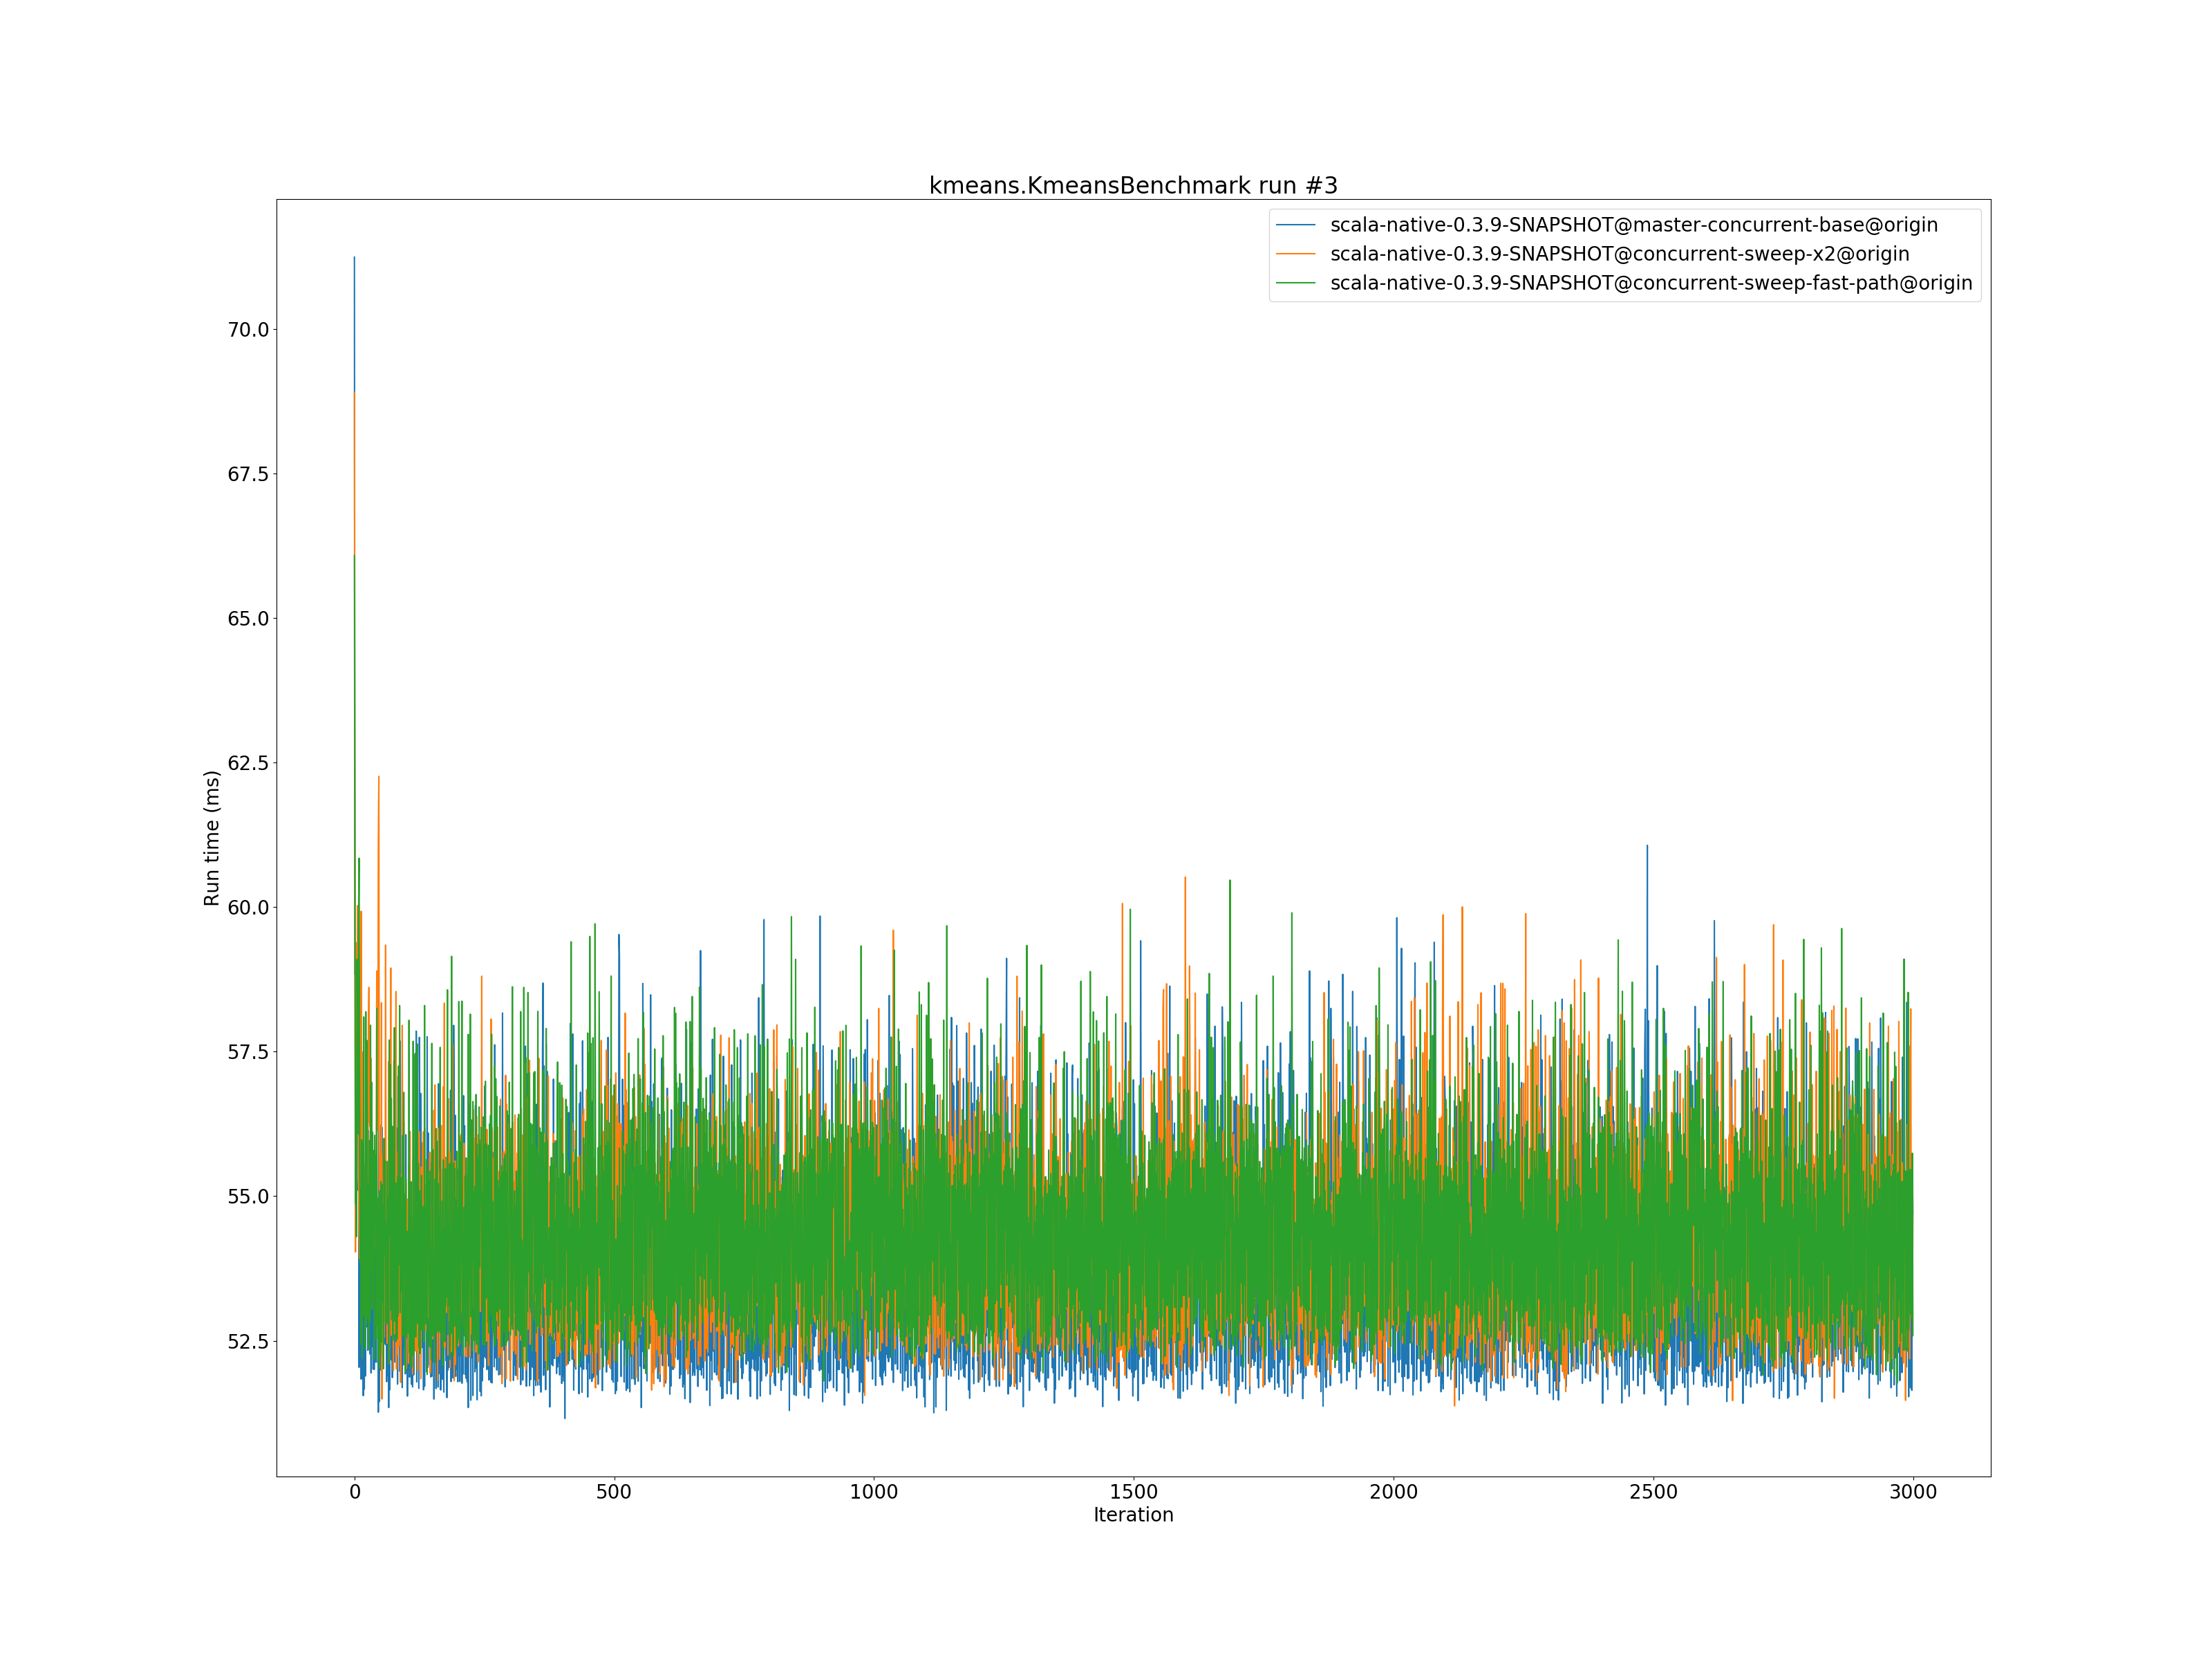 kmeans.KmeansBenchmark run #3
scala-native-0.3.9-SNAPSHOT@master-concurrent-base@origin
scala-native-0.3.9-SNAPSHOT@concurrent-sweep-x2@origin
scala-native-0.3.9-SNAPSHOT@concurrent-sweep-fast-path@origin
70.0
67.5
65.0
62.5
60.0
57.5
55.0
52.5
Run time (ms)
0 500 1000 1500 2000 2500 3000
Iteration